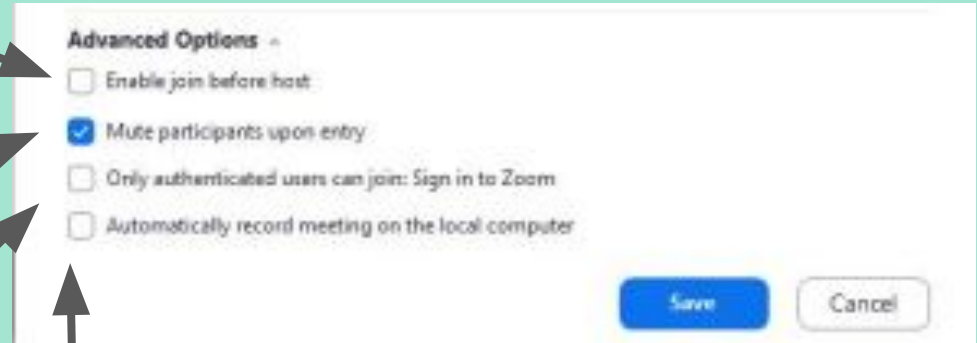 Advanced Options
Enable join before host
Mute participants upon entry
Only authenticated users can join: Sign in to Zoom
Automatically record meeting on the local computer
Save Cancel